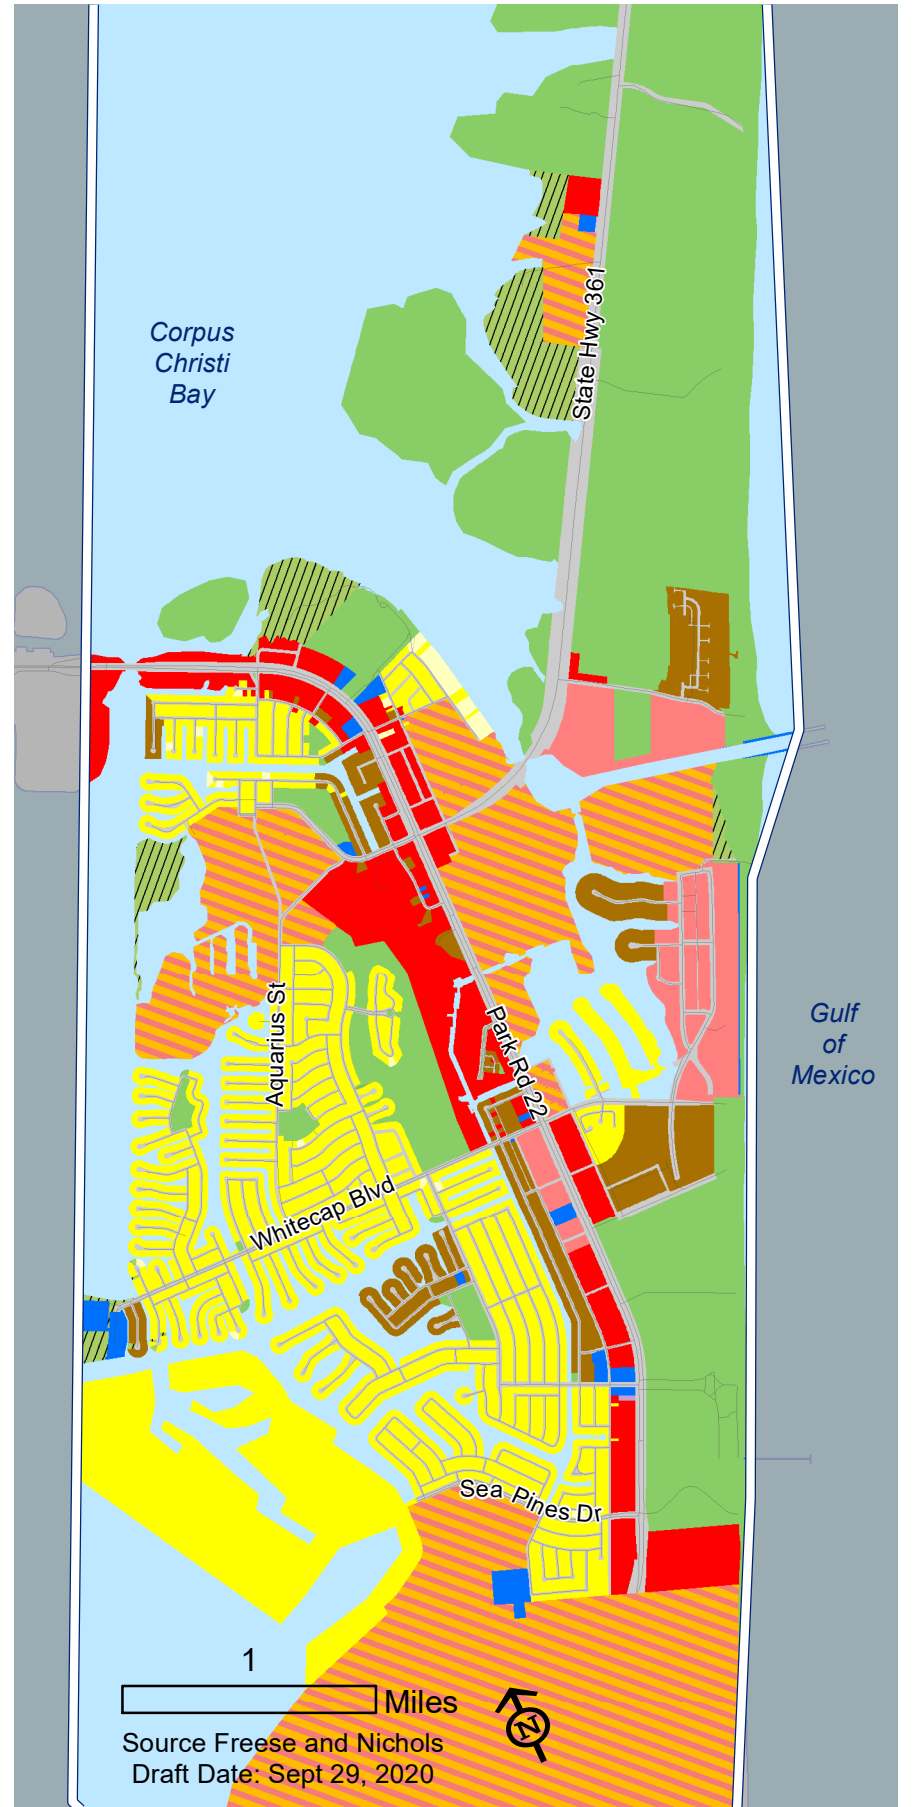 State Hwy 361
Corpus
Christi
Bay
Aquarius St
Park Rd 22
Gulf
of
Mexico
Whitecap Blvd
Sea Pines Dr
1
Miles
N
Source Freese and Nichols
Draft Date: Sept 29, 2020